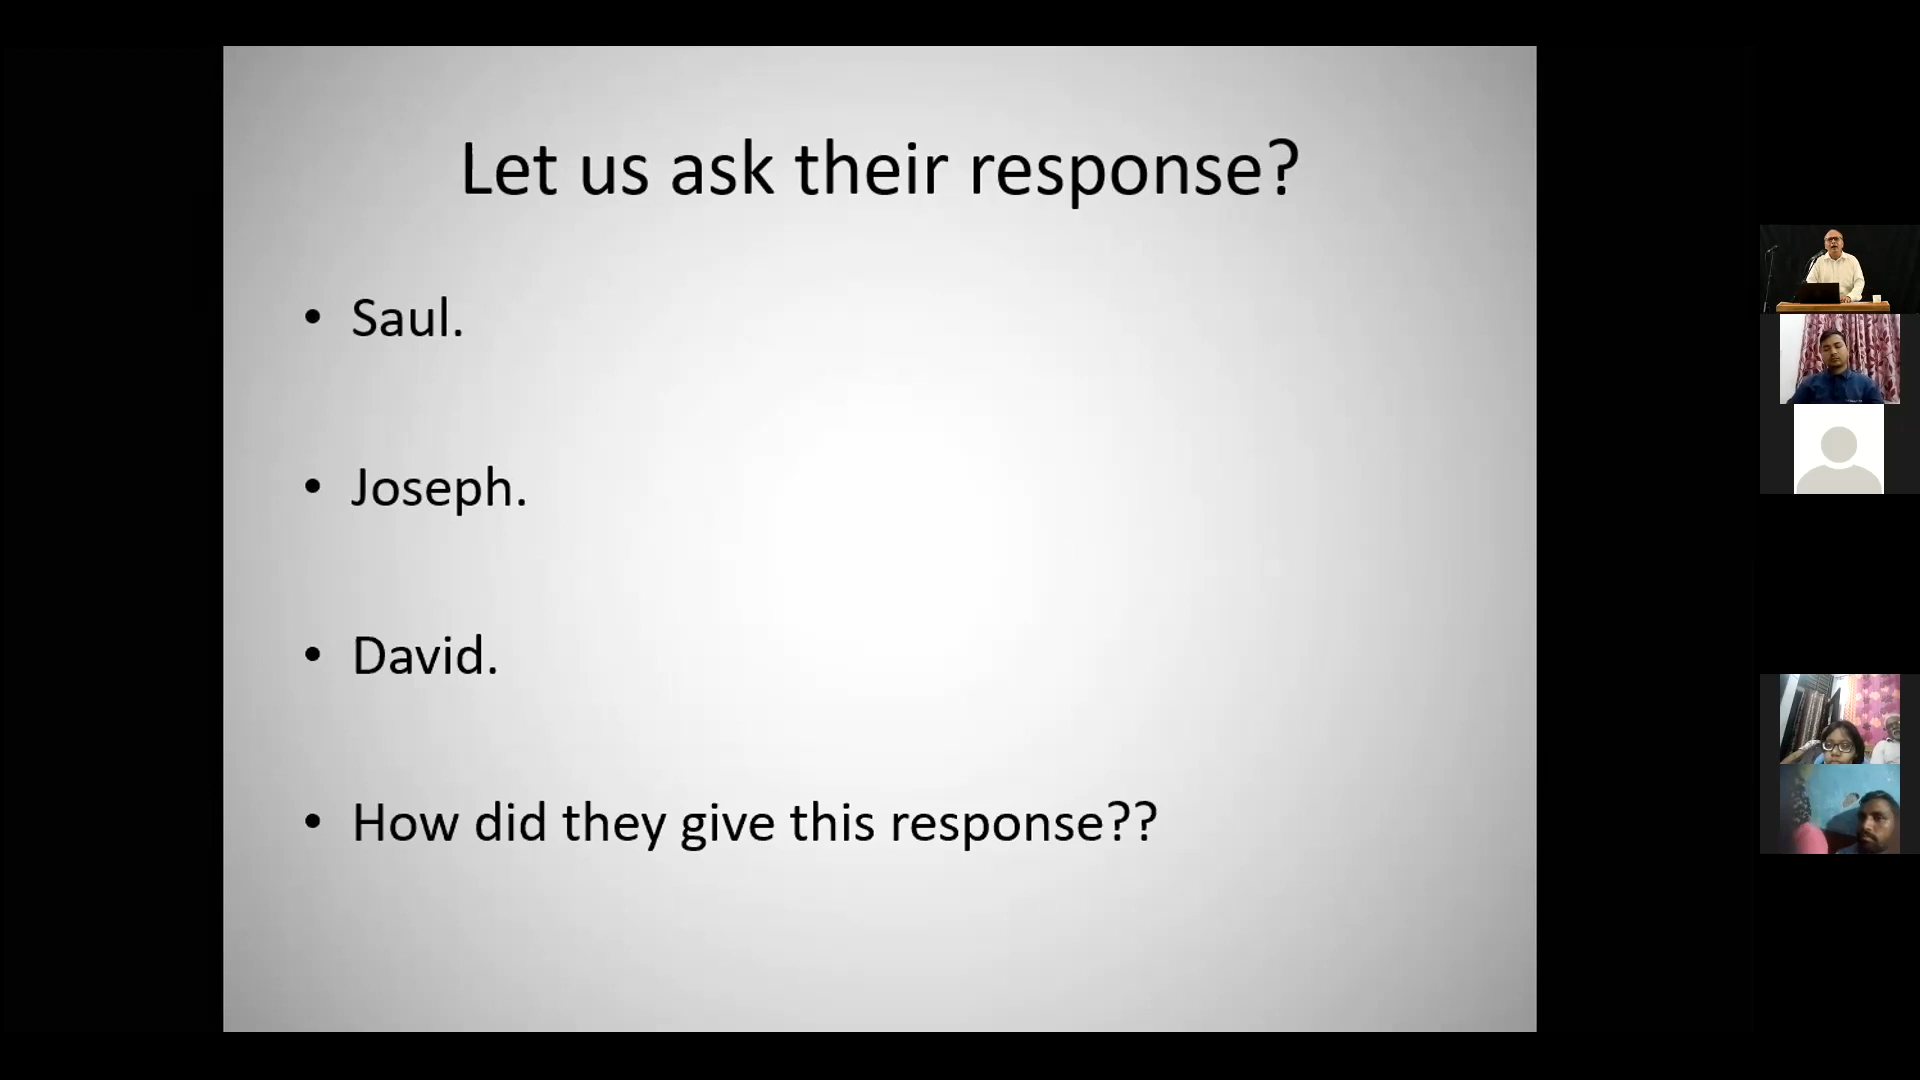 Let us ask their response?
• Saul.
• Joseph.
• David.
• How did they give this response??